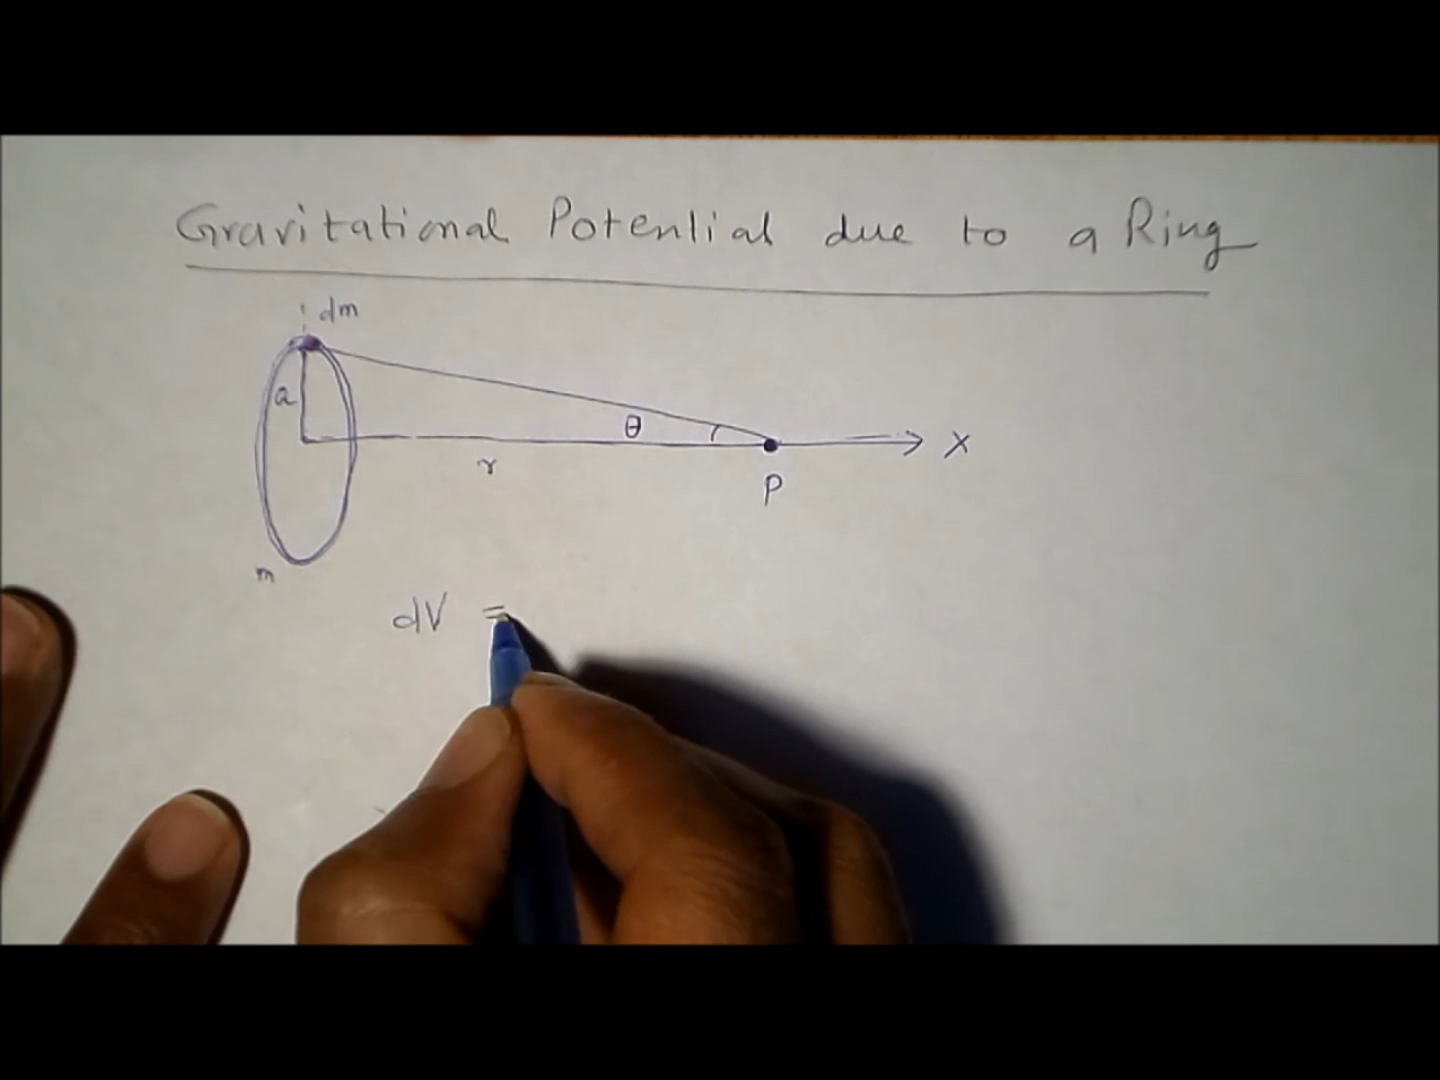 Gravitational Potential due to a Ring
dm
a
θ
r
X
P
m
dV =